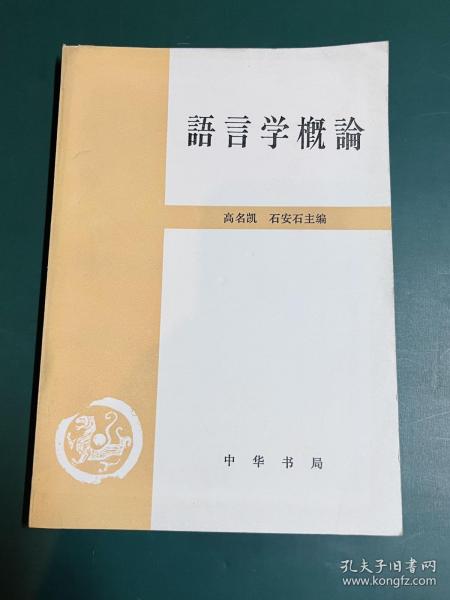 語言学概論
高名凯 石安石主编
中华书局
孔夫子旧书网
www.kongfz.com